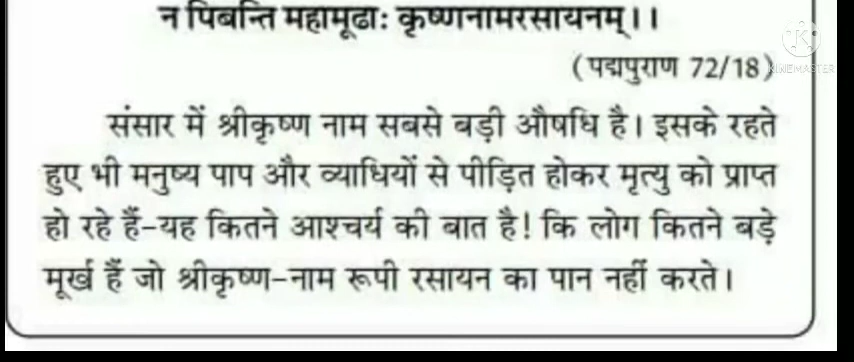 न पिबन्ति महामूढाः कृष्णनामरसायनम्।।
(पद्मपुराण 72/18)
KINEMASTER
संसार में श्रीकृष्ण नाम सबसे बड़ी औषधि है। इसके रहते
हुए भी मनुष्य पाप और व्याधियों से पीड़ित होकर मृत्यु को प्राप्त
हो रहे हैं-यह कितने आश्चर्य की बात है! कि लोग कितने बड़े
मूर्ख हैं जो श्रीकृष्ण-नाम रूपी रसायन का पान नहीं करते।